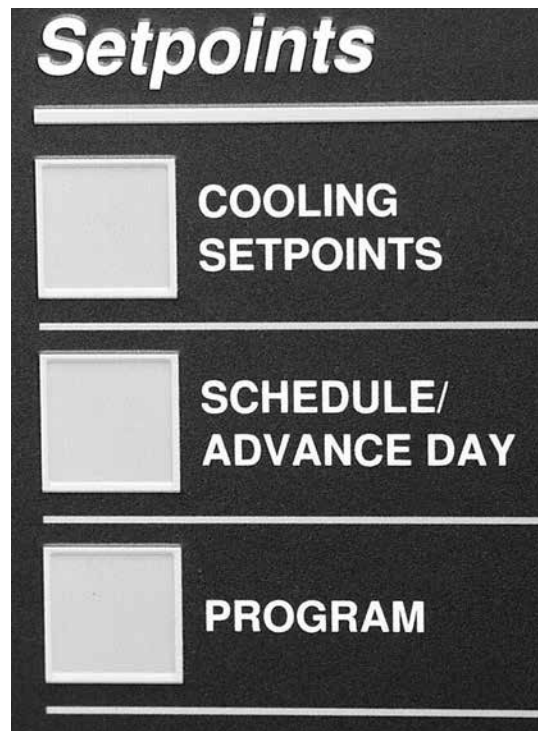 Setpoints
COOLING
SETPOINTS
SCHEDULE/
ADVANCE DAY
PROGRAM